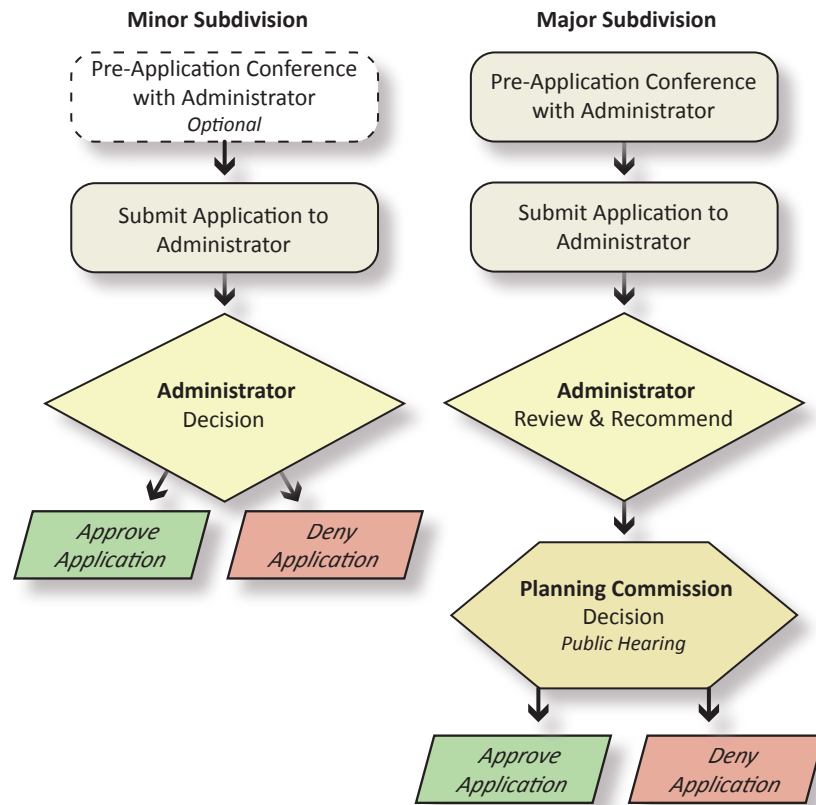 Minor Subdivision
Pre-Application Conference
with Administrator
Optional
Submit Application to
Administrator
Administrator
Decision
Approve
Application
Deny
Application
Major Subdivision
Pre-Application Conference
with Administrator
Submit Application to
Administrator
Administrator
Review & Recommend
Planning Commission
Decision
Public Hearing
Approve
Application
Deny
Application